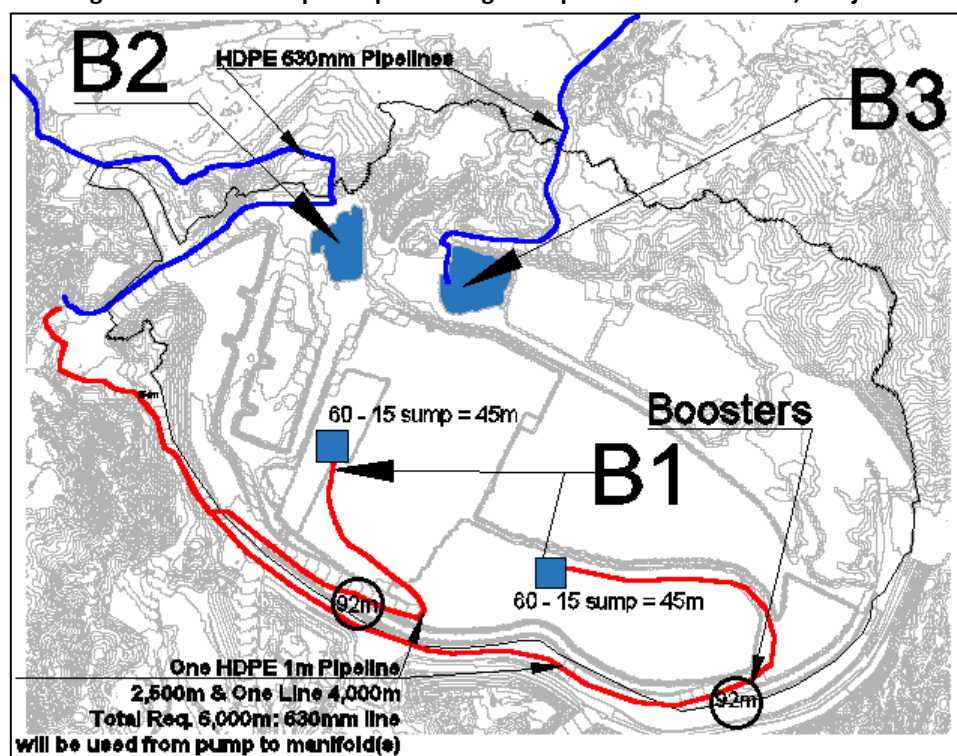 B2
HDPE 630mm Pipelines
B3
60 - 15 sump = 45m
Boosters
B1
60 - 15 sump = 45m
92m
92m
One HDPE 1m Pipeline
2,500m & One Line 4,000m
Total Req. 6,000m: 630mm line
will be used from pump to manifold(s)